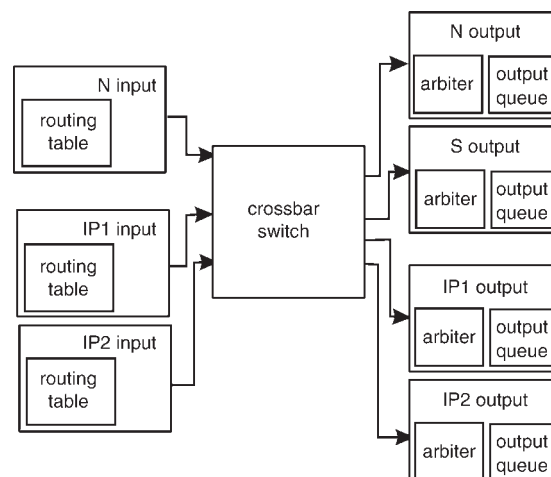 N input
routing
table
IP1 input
routing
table
IP2 input
routing
table
crossbar
switch
N output
arbiter
output
queue
S output
arbiter
output
queue
IP1 output
arbiter
output
queue
IP2 output
arbiter
output
queue